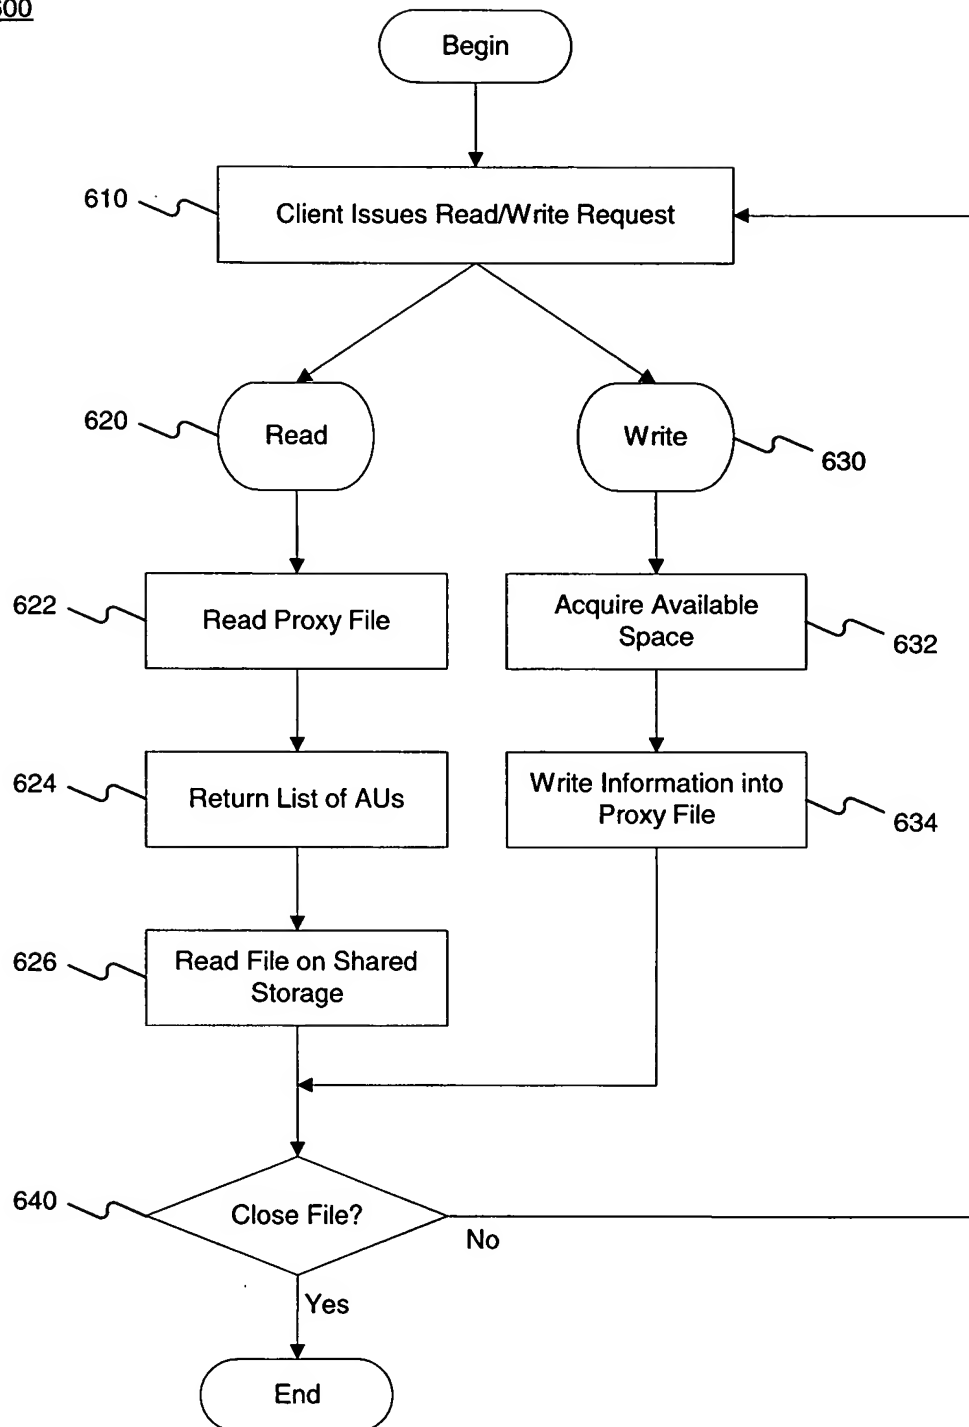 600
Begin
610
Client Issues Read/Write Request
620
Read
Write
630
622
Read Proxy File
Acquire Available
Space
632
624
Return List of AUs
Write Information into
Proxy File
634
626
Read File on Shared
Storage
640
Close File?
No
Yes
End